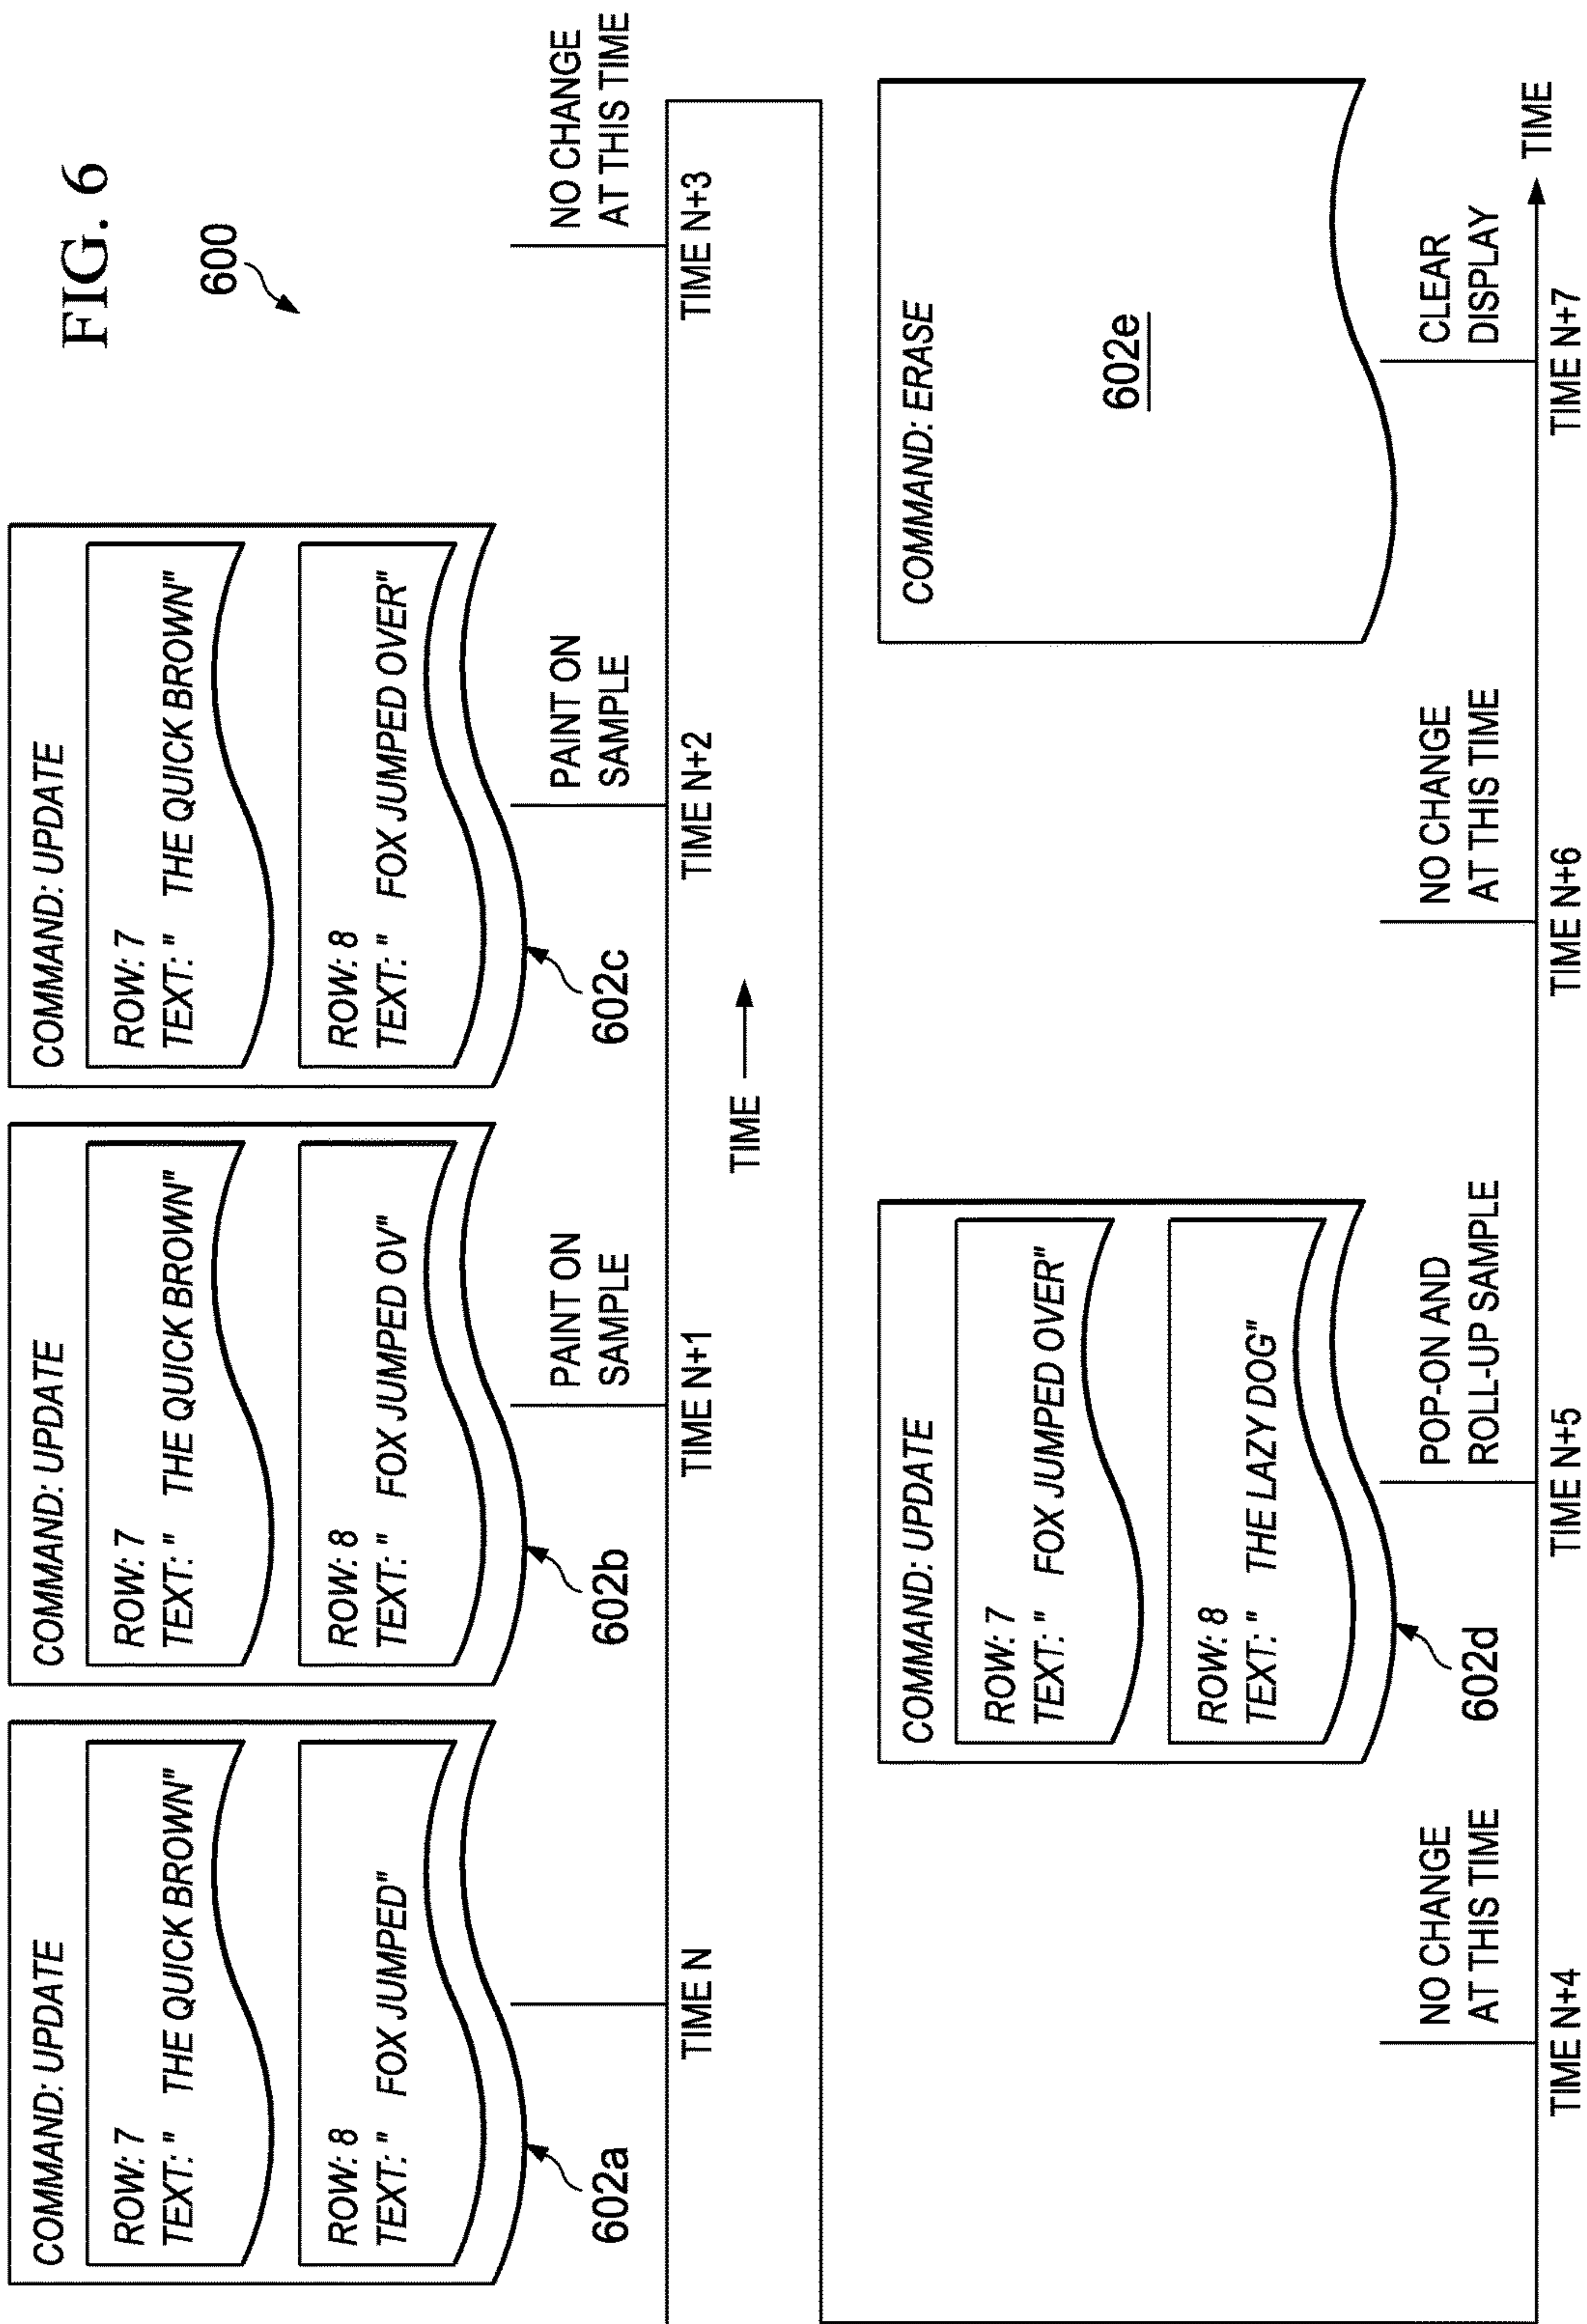 FIG. 6
600
COMMAND: UPDATE
ROW: 7
TEXT: "   THE QUICK BROWN"
ROW: 8
TEXT: "   FOX JUMPED"
602a
TIME N
COMMAND: UPDATE
ROW: 7
TEXT: "   THE QUICK BROWN"
ROW: 8
TEXT: "   FOX JUMPED OV"
602b
PAINT ON
SAMPLE
TIME N+1
COMMAND: UPDATE
ROW: 7
TEXT: "   THE QUICK BROWN"
ROW: 8
TEXT: "   FOX JUMPED OVER"
602c
PAINT ON
SAMPLE
TIME N+2
NO CHANGE
AT THIS TIME
TIME N+3
TIME
NO CHANGE
AT THIS TIME
TIME N+4
COMMAND: UPDATE
ROW: 7
TEXT: "   FOX JUMPED OVER"
ROW: 8
TEXT: "   THE LAZY DOG"
602d
POP-ON AND
ROLL-UP SAMPLE
TIME N+5
NO CHANGE
AT THIS TIME
TIME N+6
COMMAND: ERASE
602e
CLEAR
DISPLAY
TIME N+7
TIME